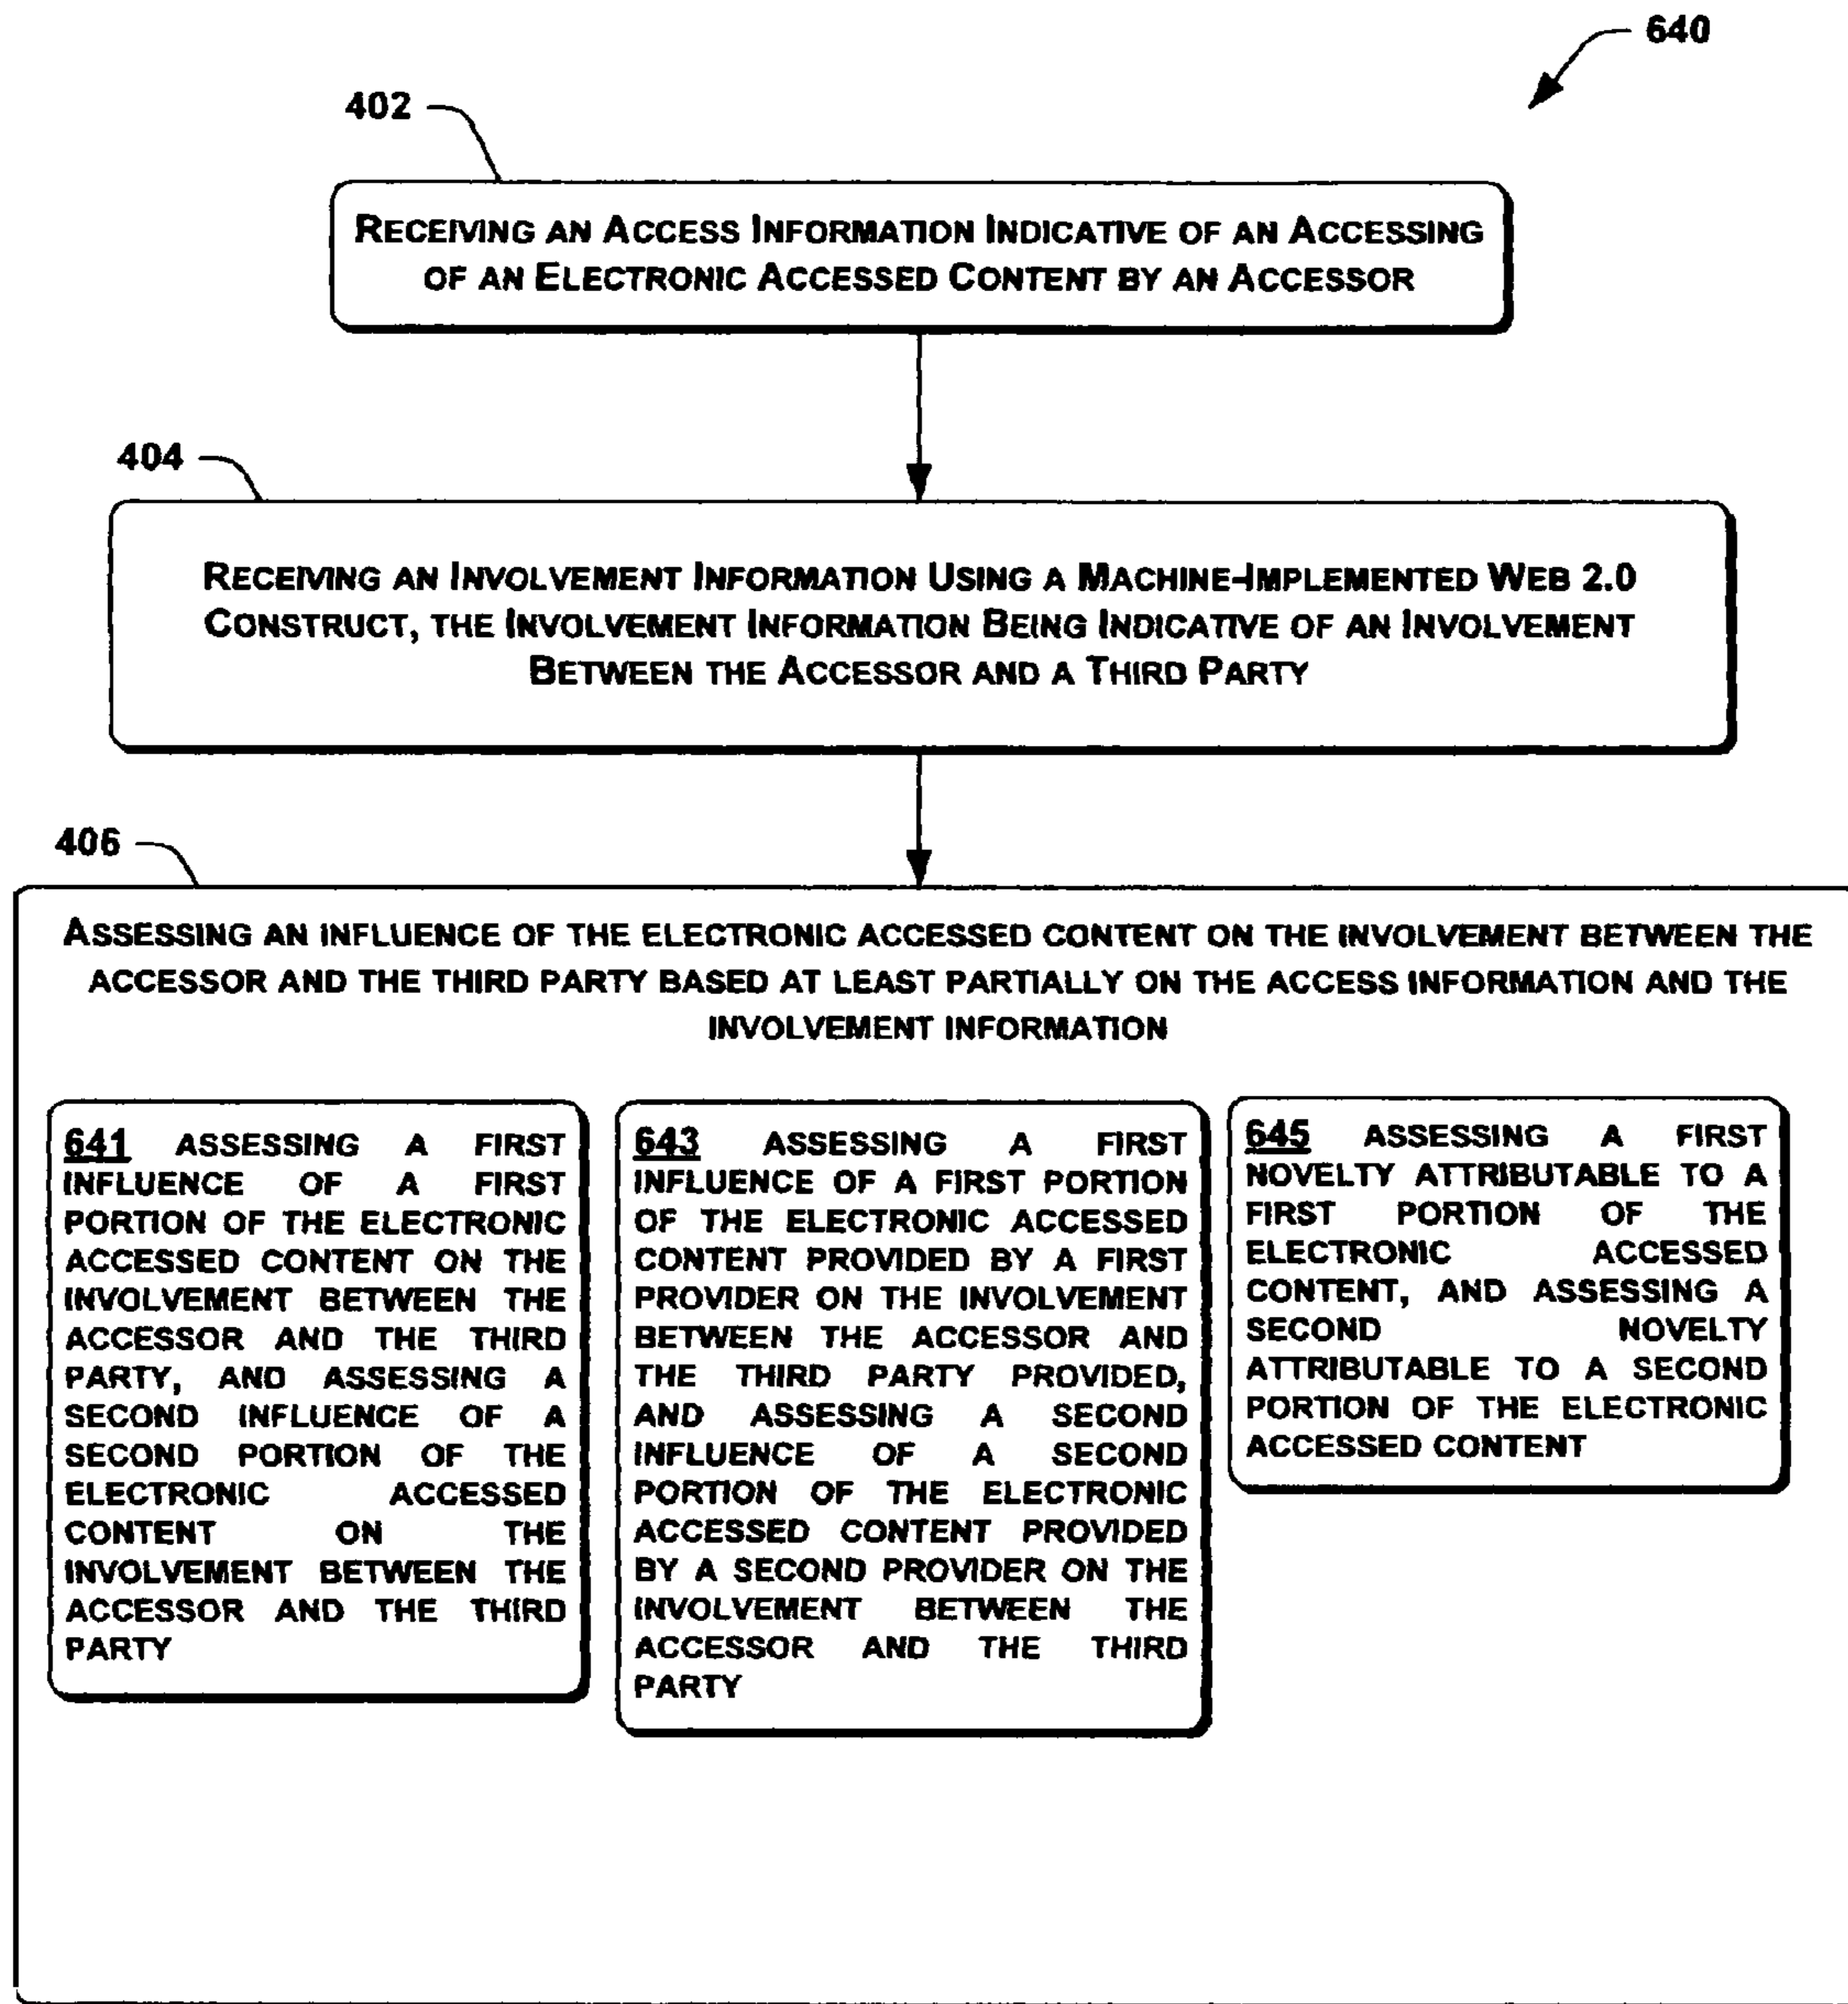 640
402
RECEIVING AN ACCESS INFORMATION INDICATIVE OF AN ACCESSING
OF AN ELECTRONIC ACCESSED CONTENT BY AN ACCESSOR
404
RECEIVING AN INVOLVEMENT INFORMATION USING A MACHINE-IMPLEMENTED WEB 2.0
CONSTRUCT, THE INVOLVEMENT INFORMATION BEING INDICATIVE OF AN INVOLVEMENT
BETWEEN THE ACCESSOR AND A THIRD PARTY
406
ASSESSING AN INFLUENCE OF THE ELECTRONIC ACCESSED CONTENT ON THE INVOLVEMENT BETWEEN THE
ACCESSOR AND THE THIRD PARTY BASED AT LEAST PARTIALLY ON THE ACCESS INFORMATION AND THE
INVOLVEMENT INFORMATION
641 ASSESSING A FIRST
INFLUENCE OF A FIRST
PORTION OF THE ELECTRONIC
ACCESSED CONTENT ON THE
INVOLVEMENT BETWEEN THE
ACCESSOR AND THE THIRD
PARTY, AND ASSESSING A
SECOND INFLUENCE OF A
SECOND PORTION OF THE
ELECTRONIC ACCESSED
CONTENT ON THE
INVOLVEMENT BETWEEN THE
ACCESSOR AND THE THIRD
PARTY
643 ASSESSING A FIRST
INFLUENCE OF A FIRST PORTION
OF THE ELECTRONIC ACCESSED
CONTENT PROVIDED BY A FIRST
PROVIDER ON THE INVOLVEMENT
BETWEEN THE ACCESSOR AND
THE THIRD PARTY PROVIDED,
AND ASSESSING A SECOND
INFLUENCE OF A SECOND
PORTION OF THE ELECTRONIC
ACCESSED CONTENT PROVIDED
BY A SECOND PROVIDER ON THE
INVOLVEMENT BETWEEN THE
ACCESSOR AND THE THIRD
PARTY
645 ASSESSING A FIRST
NOVELTY ATTRIBUTABLE TO A
FIRST PORTION OF THE
ELECTRONIC ACCESSED
CONTENT, AND ASSESSING A
SECOND NOVELTY
ATTRIBUTABLE TO A SECOND
PORTION OF THE ELECTRONIC
ACCESSED CONTENT